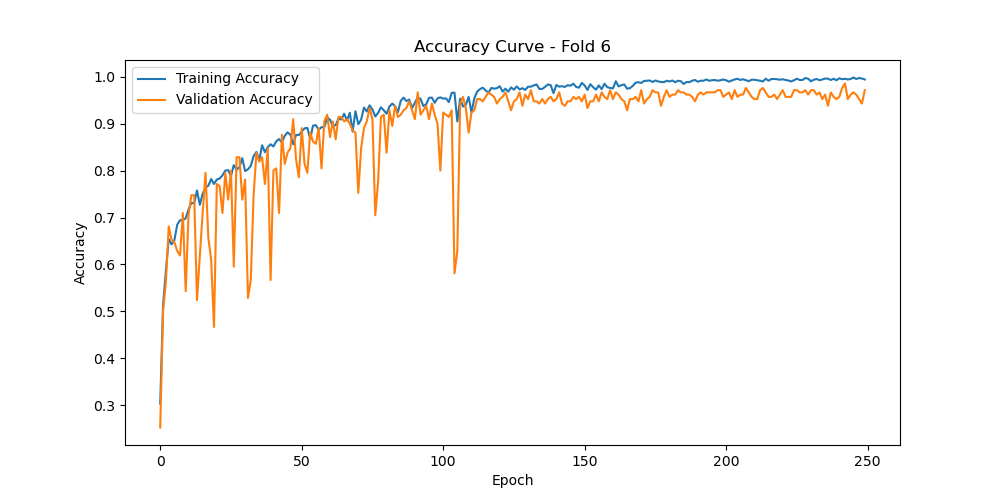 Accuracy Curve - Fold 6
Training Accuracy
Validation Accuracy
1.0
0.9
0.8
0.7
0.6
0.5
0.4
0.3
Accuracy
0 50 100 150 200 250
Epoch